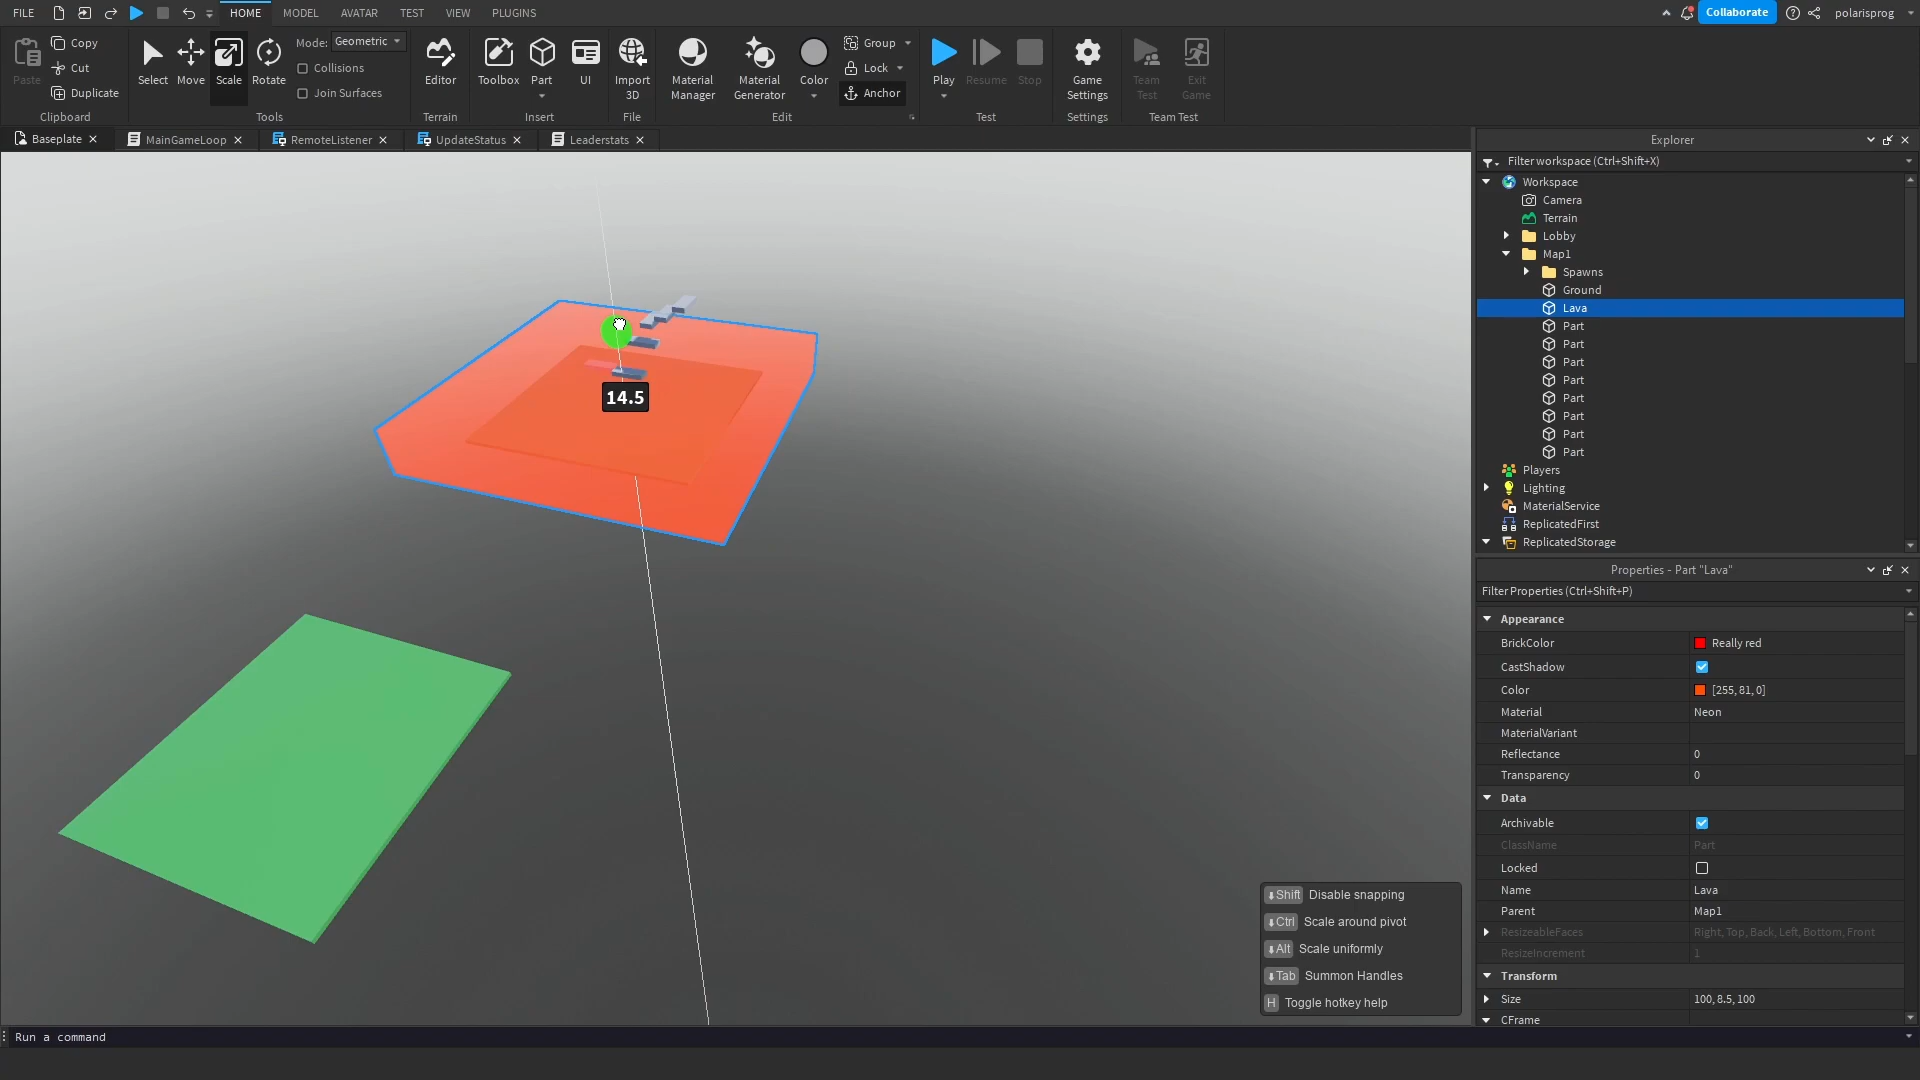 FILE HOME MODEL AVATAR TEST VIEW PLUGINS Collaborate polarisprog
Paste Copy Cut Duplicate Clipboard
Select Move Scale Rotate Mode: Geometric Collisions Join Surfaces Tools
Editor Terrain
Toolbox Part UI Insert
Import 3D File
Material Manager Material Generator Color Group Lock Anchor Edit
Play Resume Stop Test
Game Settings Settings
Team Test Exit Game Team Test
Baseplate MainGameLoop RemoteListener UpdateStatus Leaderstats
14.5
Shift Disable snapping
Ctrl Scale around pivot
Alt Scale uniformly
Tab Summon Handles
H Toggle hotkey help
Explorer
Filter workspace (Ctrl+Shift+X)
Workspace
Camera
Terrain
Lobby
Map1
Spawns
Ground
Lava
Part
Part
Part
Part
Part
Part
Part
Part
Players
Lighting
MaterialService
ReplicatedFirst
ReplicatedStorage
Properties - Part "Lava"
Filter Properties (Ctrl+Shift+P)
Appearance
BrickColor Really red
CastShadow
Color [255, 81, 0]
Material Neon
MaterialVariant
Reflectance 0
Transparency 0
Data
Archivable
ClassName Part
Locked
Name Lava
Parent Map1
ResizeableFaces Right, Top, Back, Left, Bottom, Front
ResizeIncrement 1
Transform
Size 100, 8.5, 100
CFrame
Run a command